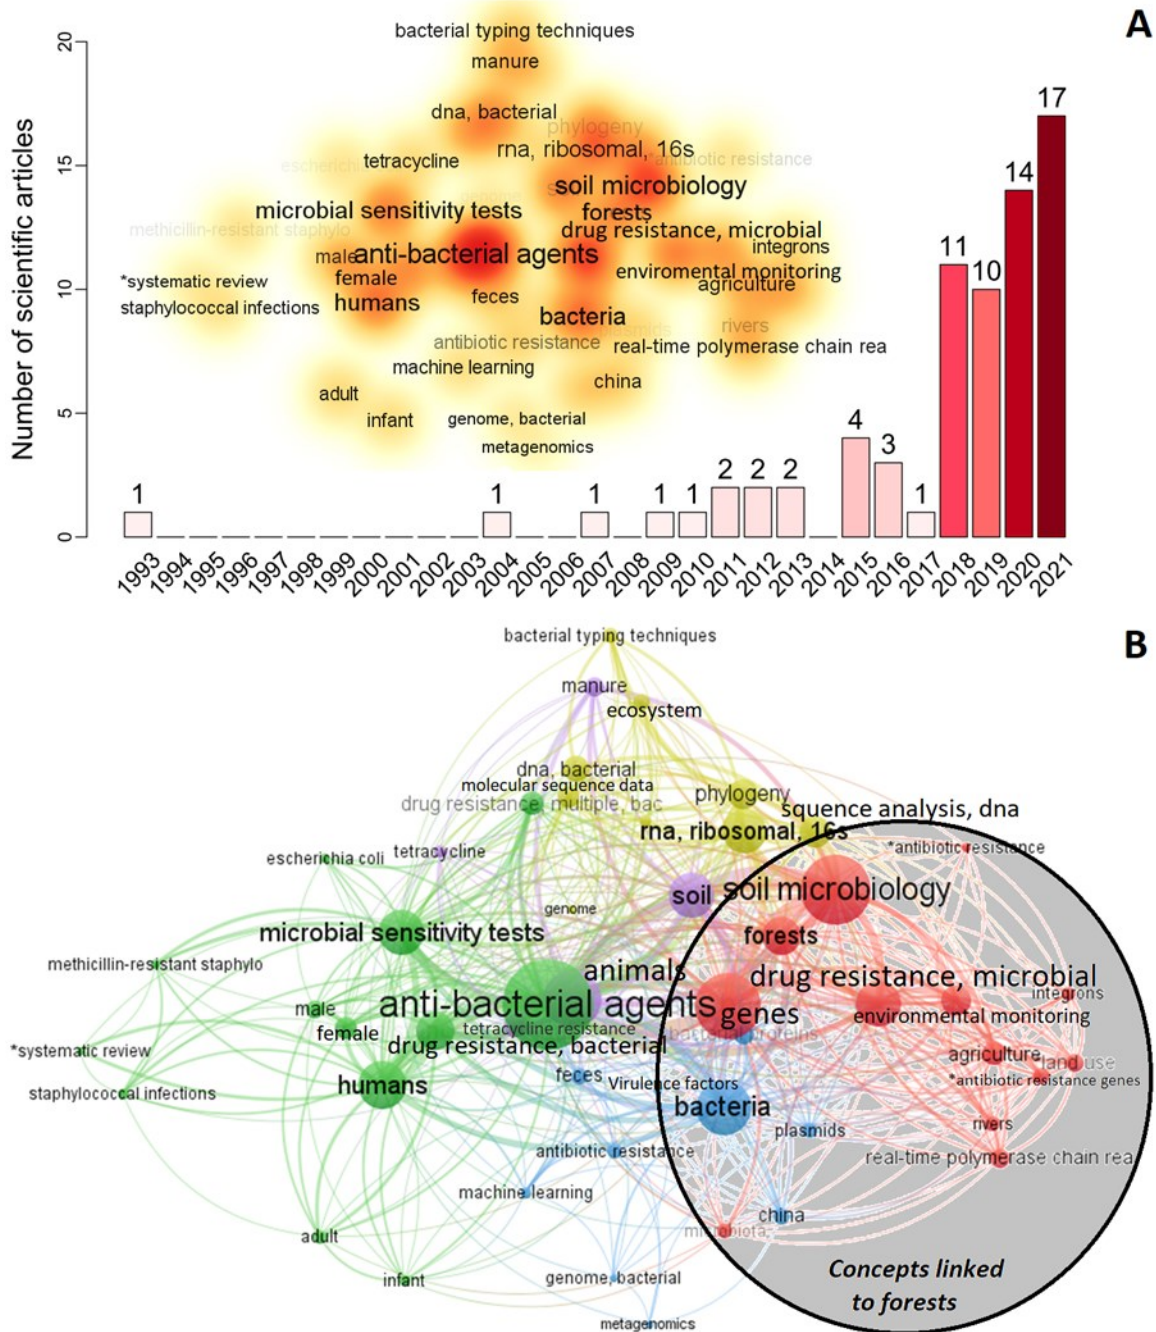 A
Number of scientific articles
20
15
10
5
0
bacterial typing techniques
manure
dna, bacterial
phylogeny
rna, ribosomal, 16s
tetracycline
*antibiotic resistance
soil microbiology
microbial sensitivity tests
forests
methicillin-resistant staphylo
drug resistance, microbial
male
anti-bacterial agents
integrons
female
enviromental monitoring
*systematic review
agriculture
humans
feces
staphylococcal infections
bacteria
rivers
antibiotic resistance
real-time polymerase chain rea
machine learning
china
adult
infant
genome, bacterial
metagenomics
1
1
1
1
1
2
2
2
4
3
1
11
10
14
17
1993
1994
1995
1996
1997
1998
1999
2000
2001
2002
2003
2004
2005
2006
2007
2008
2009
2010
2011
2012
2013
2014
2015
2016
2017
2018
2019
2020
2021
B
bacterial typing techniques
manure
ecosystem
dna, bacterial
molecular sequence data
drug resistance, multiple, bac
phylogeny
squence analysis, dna
rna, ribosomal, 16s
escherichia coli
tetracycline
*antibiotic resistance
soil
soil microbiology
genome
microbial sensitivity tests
forests
methicillin-resistant staphylo
animals
drug resistance, microbial
integrons
male
anti-bacterial agents
genes
environmental monitoring
female
tetracycline resistance
bacterial proteins
drug resistance, bacterial
*systematic review
agriculture
land use
feces
Virulence factors
*antibiotic resistance genes
humans
staphylococcal infections
bacteria
plasmids
rivers
antibiotic resistance
real-time polymerase chain rea
machine learning
china
microbiota
adult
infant
genome, bacterial
Concepts linked
to forests
metagenomics